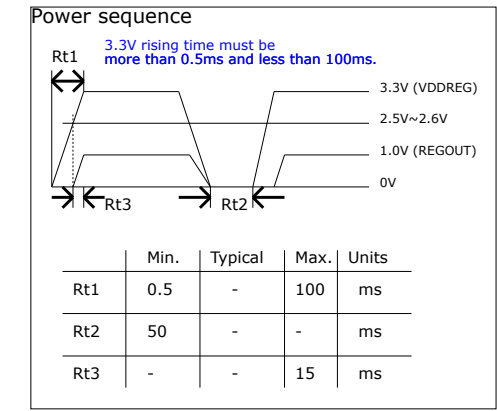 Power sequence
3.3V rising time must be
more than 0.5ms and less than 100ms.
Rt1
3.3V (VDDREG)
2.5V~2.6V
1.0V (REGOUT)
0V
Rt3 Rt2
Min. Typical Max. Units
Rt1 0.5 - 100 ms
Rt2 50 - - ms
Rt3 - - 15 ms